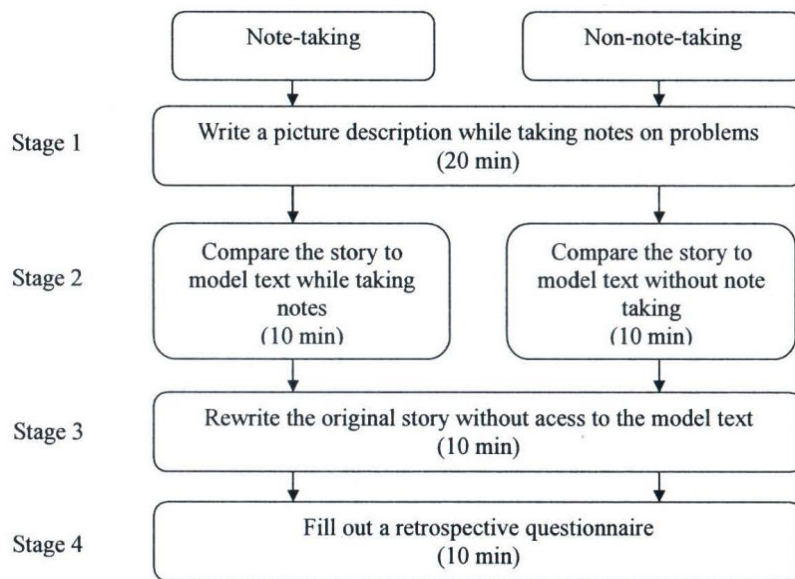 Note-taking
Non-note-taking
Stage 1
Write a picture description while taking notes on problems
(20 min)
Stage 2
Compare the story to
model text while taking
notes
(10 min)
Compare the story to
model text without note
taking
(10 min)
Stage 3
Rewrite the original story without acess to the model text
(10 min)
Stage 4
Fill out a retrospective questionnaire
(10 min)